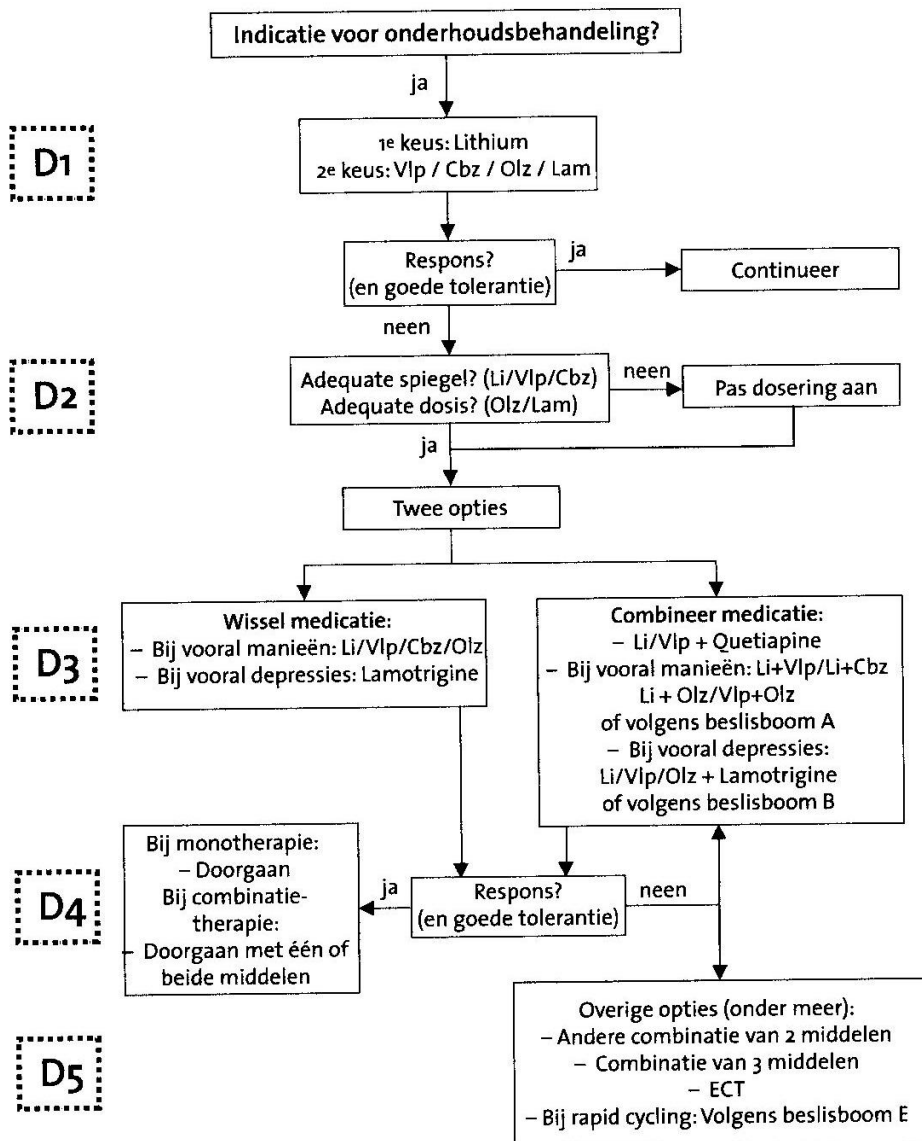 Indicatie voor onderhoudsbehandeling?
ja
D1
1e keus: Lithium
2e keus: Vlp / Cbz / Olz / Lam
Respons?
(en goede tolerantie)
ja
Continueer
neen
D2
Adequate spiegel? (Li/Vlp/Cbz)
Adequate dosis? (Olz/Lam)
neen
Pas dosering aan
ja
Twee opties
D3
Wissel medicatie:
– Bij vooral manieën: Li/Vlp/Cbz/Olz
– Bij vooral depressies: Lamotrigine
Combineer medicatie:
– Li/Vlp + Quetiapine
– Bij vooral manieën: Li+Vlp/Li+Cbz
Li + Olz/Vlp+Olz
of volgens beslisboom A
– Bij vooral depressies:
Li/Vlp/Olz + Lamotrigine
of volgens beslisboom B
D4
Bij monotherapie:
– Doorgaan
Bij combinatie-
therapie:
– Doorgaan met één of
beide middelen
ja
Respons?
(en goede tolerantie)
neen
D5
Overige opties (onder meer):
– Andere combinatie van 2 middelen
– Combinatie van 3 middelen
– ECT
– Bij rapid cycling: Volgens beslisboom E